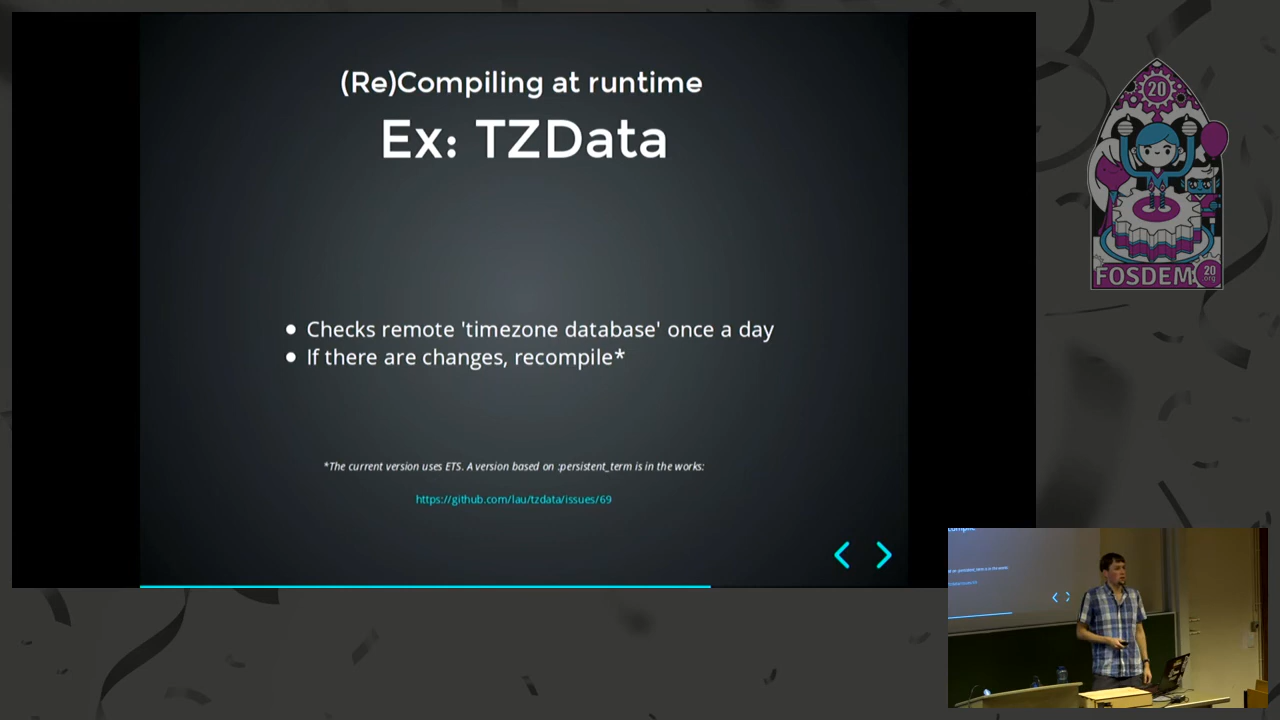 (Re)Compiling at runtime
Ex: TZData
Checks remote 'timezone database' once a day
If there are changes, recompile*
*The current version uses ETS. A version based on :persistent_term is in the works:
https://github.com/lau/tzdata/issues/69
20
FOSDEM
20
org